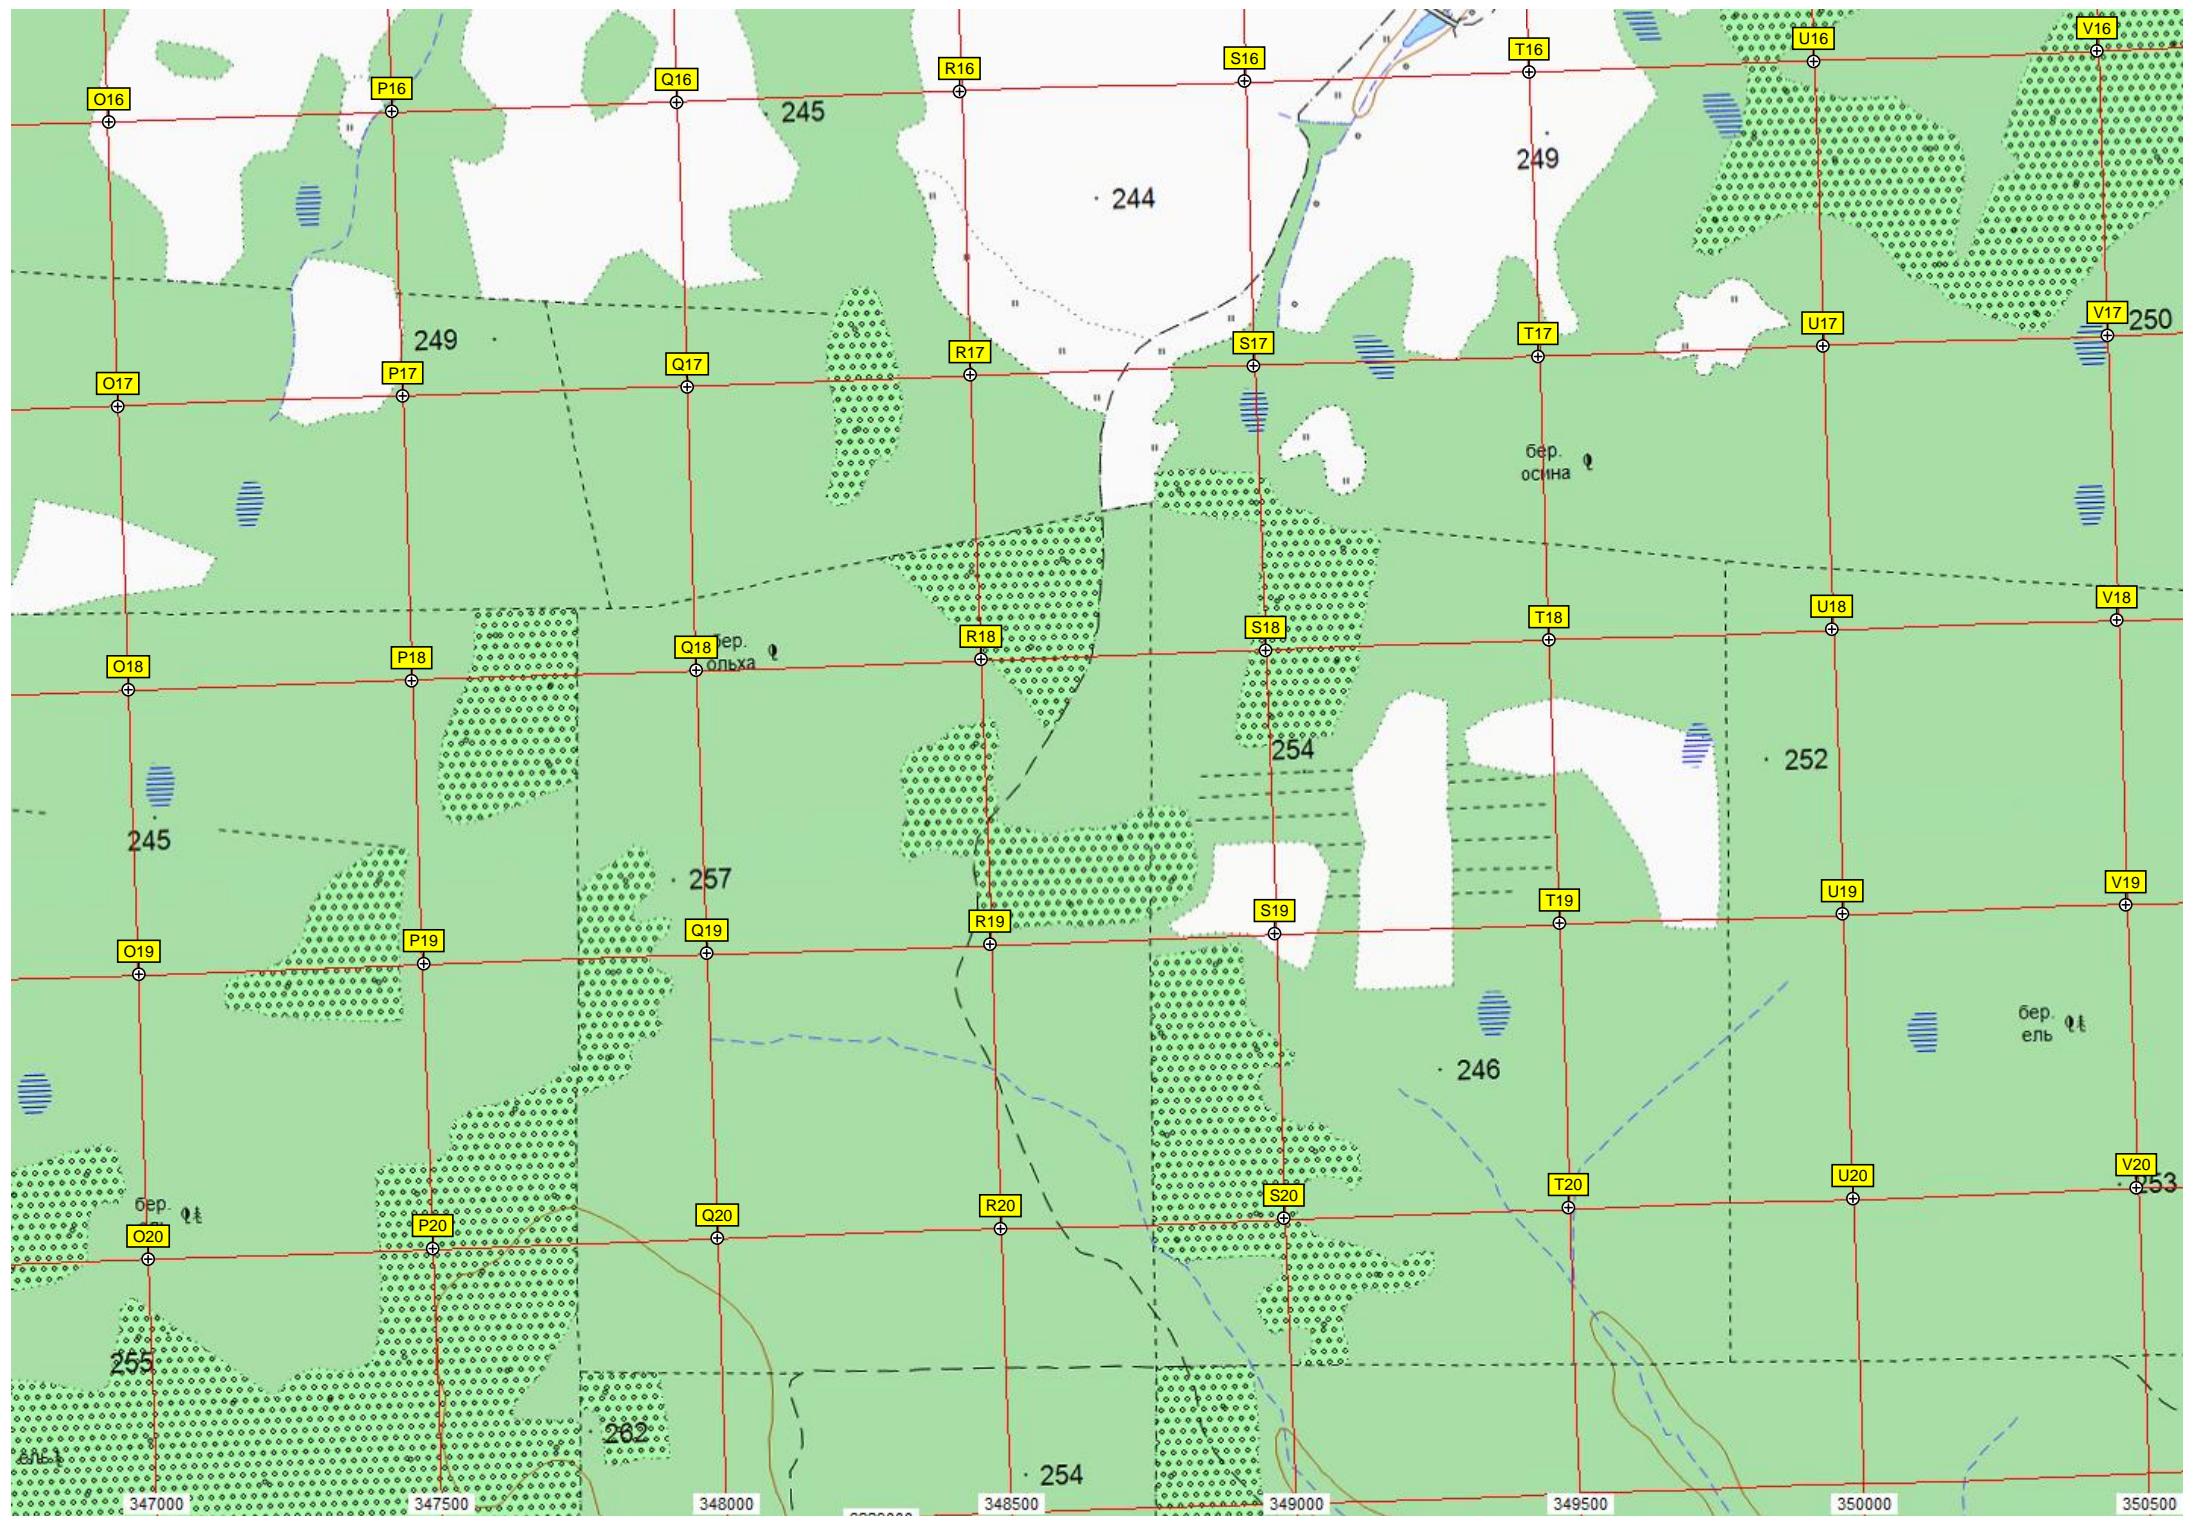 O16 P16 Q16 R16 S16 T16 U16 V16
245
249
244
249
O17 P17 Q17 R17 S17 T17 U17 V17
250
бер.
осина
O18 P18 Q18 R18 S18 T18 U18 V18
бер.
ольха
254
252
245
257
O19 P19 Q19 R19 S19 T19 U19 V19
бер.
ель
246
253
бер.
O20 P20 Q20 R20 S20 T20 U20 V20
255
262
ель
254
347000 347500 348000 348500 349000 349500 350000 350500